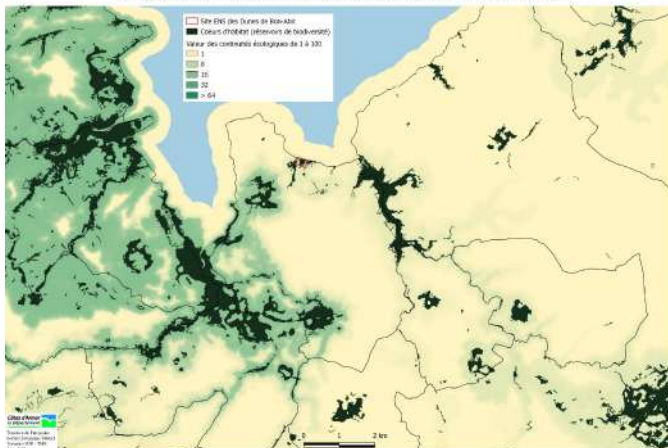 Site ENS des Dunes de Bon-Abri
Coeurs d'habitat (réservoirs de biodiversité)
Valeur des continuités écologiques de 1 à 100
1
8
16
32
> 64
Côtes d'Armor
le Département
0 1 2 km